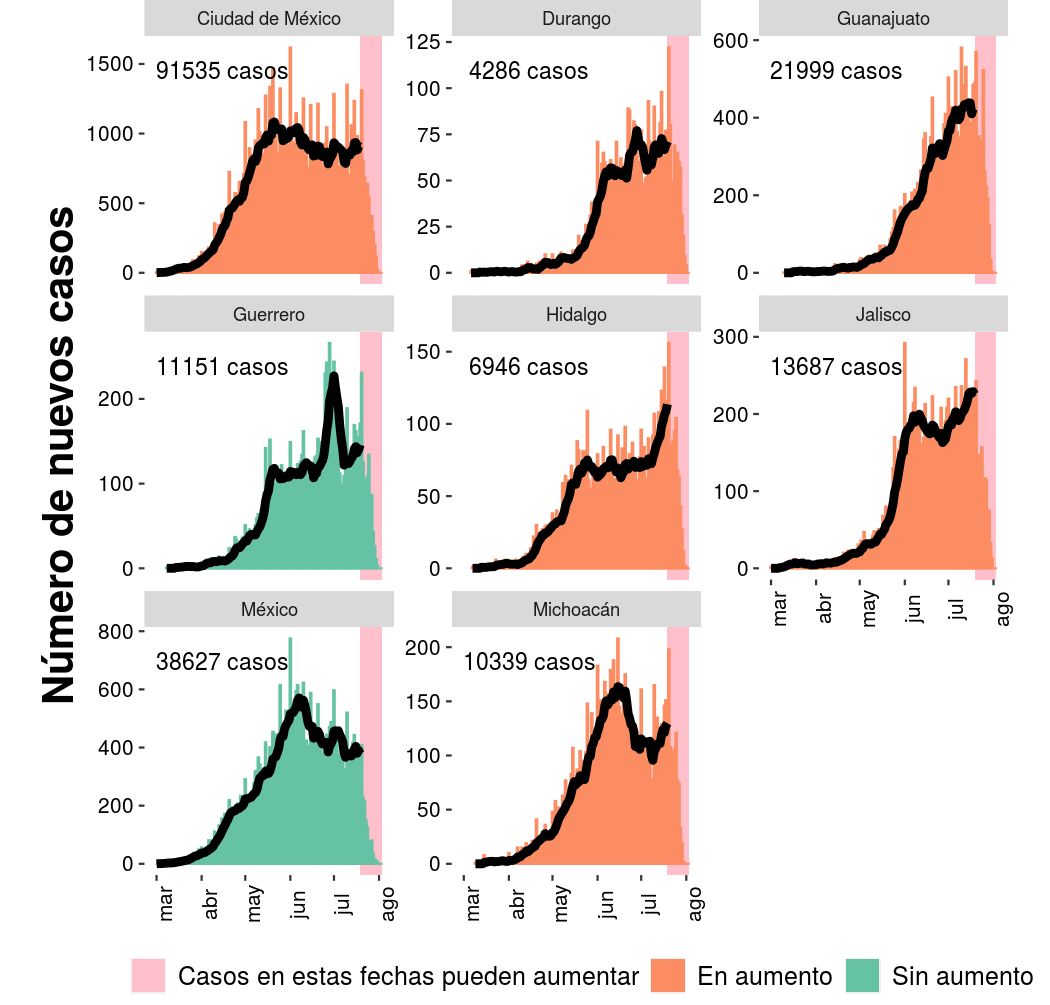 Número de nuevos casos
Ciudad de México
91535 casos
1500
1000
500
0
Durango
4286 casos
125
100
75
50
25
0
Guanajuato
21999 casos
600
400
200
0
Guerrero
11151 casos
200
100
0
Hidalgo
6946 casos
150
100
50
0
Jalisco
13687 casos
300
200
100
0
mar abr may jun jul ago
México
38627 casos
800
600
400
200
0
mar abr may jun jul ago
Michoacán
10339 casos
200
150
100
50
0
mar abr may jun jul ago
Casos en estas fechas pueden aumentar
En aumento
Sin aumento